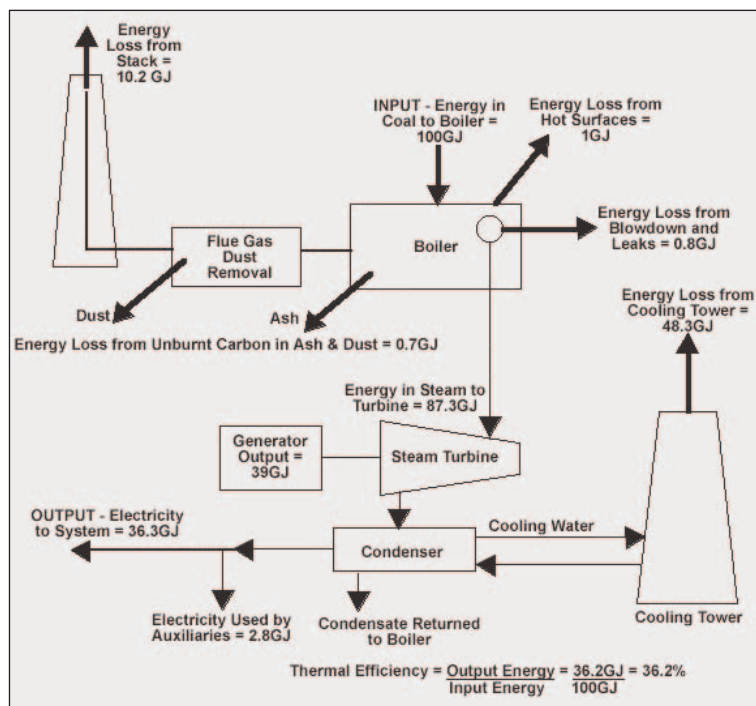 Energy
Loss from
Stack =
10.2 GJ
INPUT - Energy in
Coal to Boiler =
100GJ
Energy Loss from
Hot Surfaces =
1GJ
Flue Gas
Dust
Removal
Boiler
Energy Loss from
Blowdown and
Leaks = 0.8GJ
Dust
Ash
Energy Loss from Unburnt Carbon in Ash & Dust = 0.7GJ
Energy Loss from
Cooling Tower =
48.3GJ
Energy in Steam to
Turbine = 87.3GJ
Generator
Output =
39GJ
Steam Turbine
OUTPUT - Electricity
to System = 36.3GJ
Condenser
Cooling Water
Electricity Used by
Auxiliaries = 2.8GJ
Condensate Returned
to Boiler
Cooling Tower
Thermal Efficiency = Output Energy = 36.2GJ = 36.2%
Input Energy 100GJ